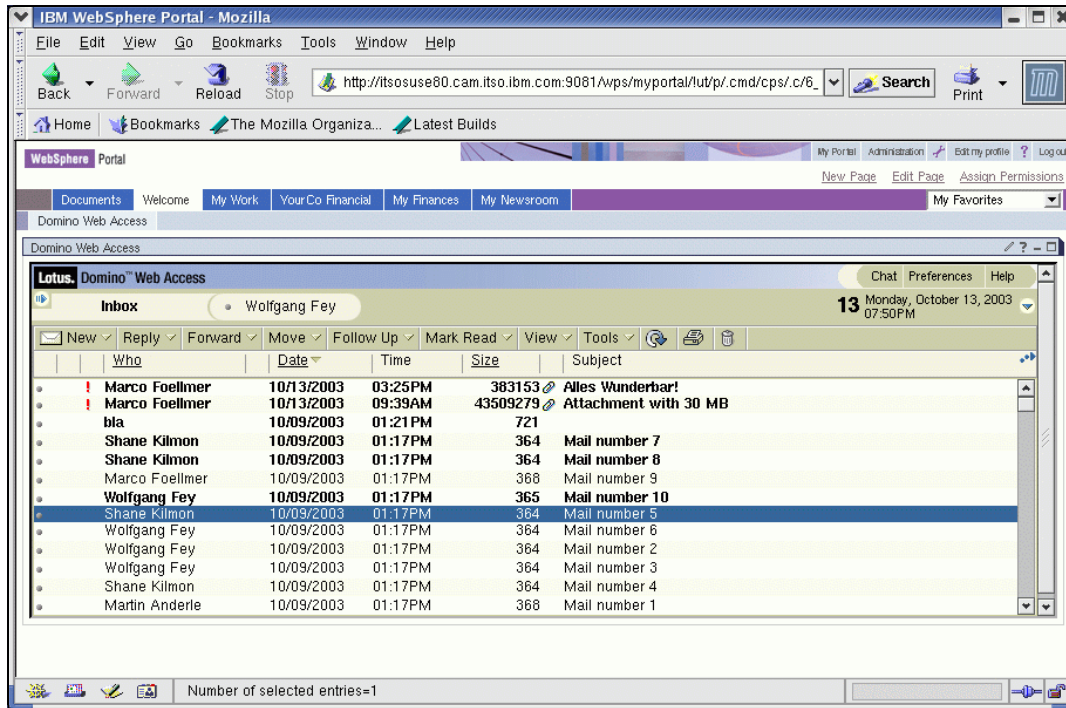 IBM WebSphere Portal - Mozilla
File Edit View Go Bookmarks Tools Window Help
Back Forward Reload Stop http://itsosuse80.cam.itso.ibm.com:9081/wps/myportal/!ut/p/.cmd/cps/.c/6_ Search Print
Home Bookmarks The Mozilla Organiza... Latest Builds
WebSphere Portal My Portal Administration Edit my profile ? Log out
New Page Edit Page Assign Permissions
Documents Welcome My Work YourCo Financial My Finances My Newsroom My Favorites
Domino Web Access
Domino Web Access
Lotus. Domino™ Web Access Chat Preferences Help
Inbox Wolfgang Fey 13 Monday, October 13, 2003
07:50PM
New Reply Forward Move Follow Up Mark Read View Tools
Who Date Time Size Subject
! Marco Foellmer 10/13/2003 03:25PM 383153 Alles Wunderbar!
! Marco Foellmer 10/13/2003 09:39AM 43509279 Attachment with 30 MB
bla 10/09/2003 01:21PM 721
Shane Kilmon 10/09/2003 01:17PM 364 Mail number 7
Shane Kilmon 10/09/2003 01:17PM 364 Mail number 8
Marco Foellmer 10/09/2003 01:17PM 368 Mail number 9
Wolfgang Fey 10/09/2003 01:17PM 365 Mail number 10
Shane Kilmon 10/09/2003 01:17PM 364 Mail number 5
Wolfgang Fey 10/09/2003 01:17PM 364 Mail number 6
Wolfgang Fey 10/09/2003 01:17PM 364 Mail number 2
Wolfgang Fey 10/09/2003 01:17PM 364 Mail number 3
Shane Kilmon 10/09/2003 01:17PM 364 Mail number 4
Martin Anderle 10/09/2003 01:17PM 368 Mail number 1
Number of selected entries=1